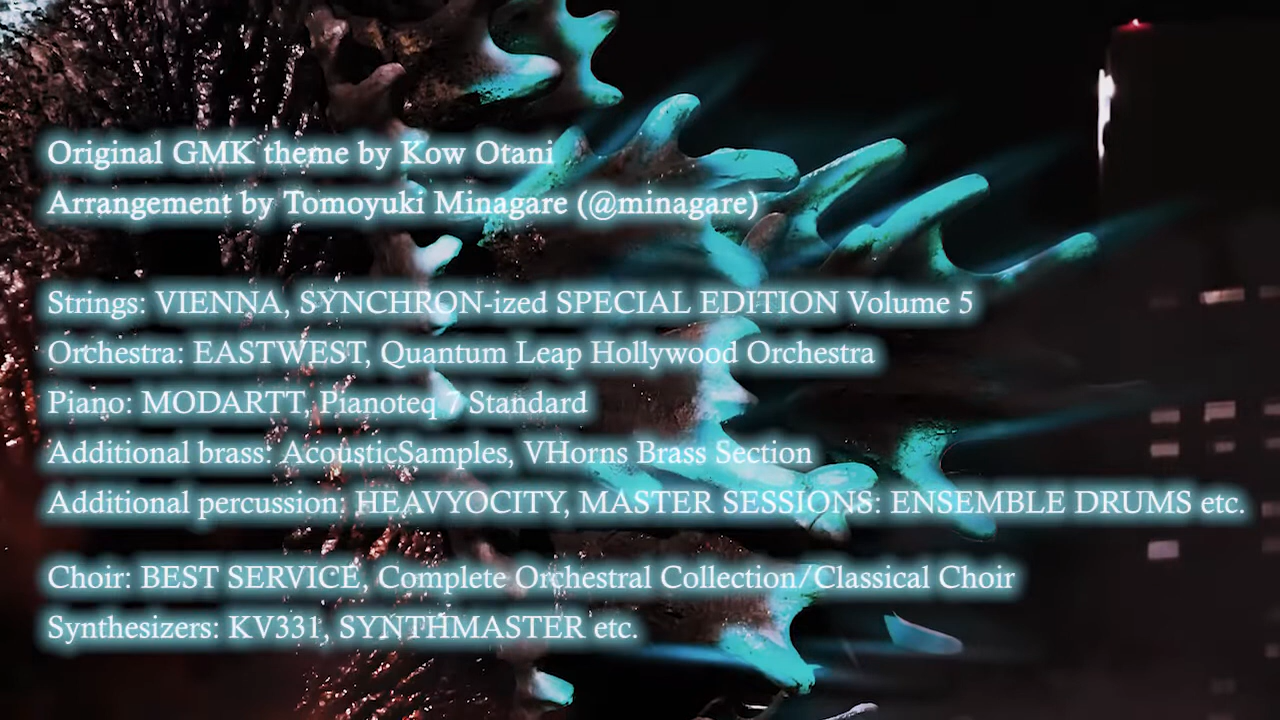 Original GMK theme by Kow Otani
Arrangement by Tomoyuki Minagare (@minagare)
Strings: VIENNA, SYNCHRON-ized SPECIAL EDITION Volume 5
Orchestra: EASTWEST, Quantum Leap Hollywood Orchestra
Piano: MODARTT, Pianoteq 7 Standard
Additional brass: AcousticSamples, VHorns Brass Section
Additional percussion: HEAVYOCITY, MASTER SESSIONS: ENSEMBLE DRUMS etc.
Choir: BEST SERVICE, Complete Orchestral Collection/Classical Choir
Synthesizers: KV331, SYNTHMASTER etc.